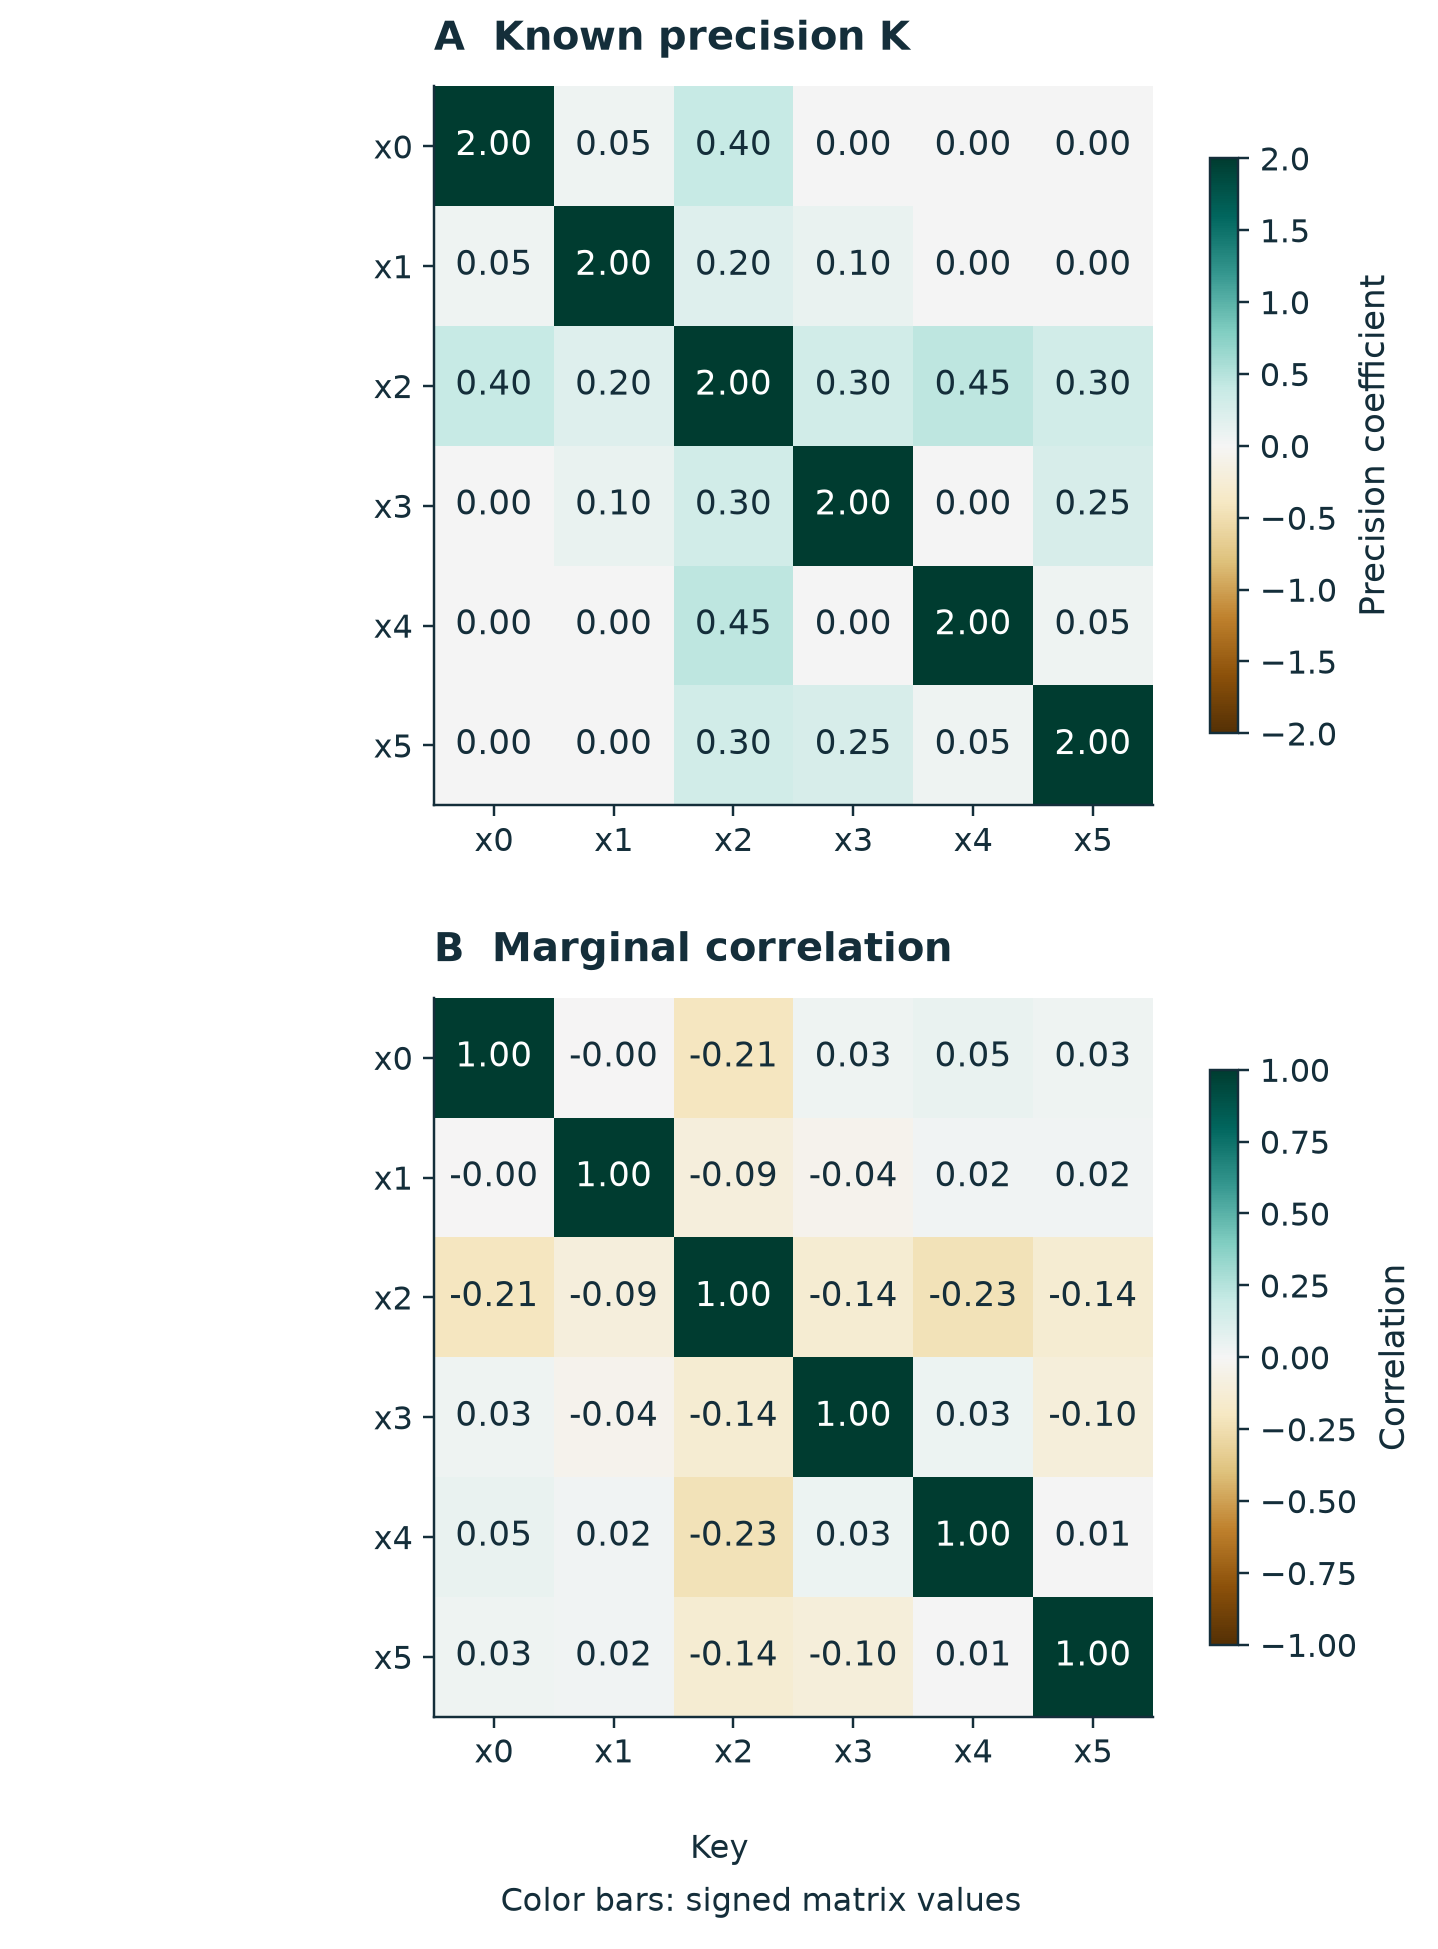 A Known precision K
x0 2.00 0.05 0.40 0.00 0.00 0.00
x1 0.05 2.00 0.20 0.10 0.00 0.00
x2 0.40 0.20 2.00 0.30 0.45 0.30
x3 0.00 0.10 0.30 2.00 0.00 0.25
x4 0.00 0.00 0.45 0.00 2.00 0.05
x5 0.00 0.00 0.30 0.25 0.05 2.00
x0 x1 x2 x3 x4 x5
2.0
1.5
1.0
0.5
0.0
−0.5
−1.0
−1.5
−2.0
Precision coefficient
B Marginal correlation
x0 1.00 -0.00 -0.21 0.03 0.05 0.03
x1 -0.00 1.00 -0.09 -0.04 0.02 0.02
x2 -0.21 -0.09 1.00 -0.14 -0.23 -0.14
x3 0.03 -0.04 -0.14 1.00 0.03 -0.10
x4 0.05 0.02 -0.23 0.03 1.00 0.01
x5 0.03 0.02 -0.14 -0.10 0.01 1.00
x0 x1 x2 x3 x4 x5
1.00
0.75
0.50
0.25
0.00
−0.25
−0.50
−0.75
−1.00
Correlation
Key
Color bars: signed matrix values